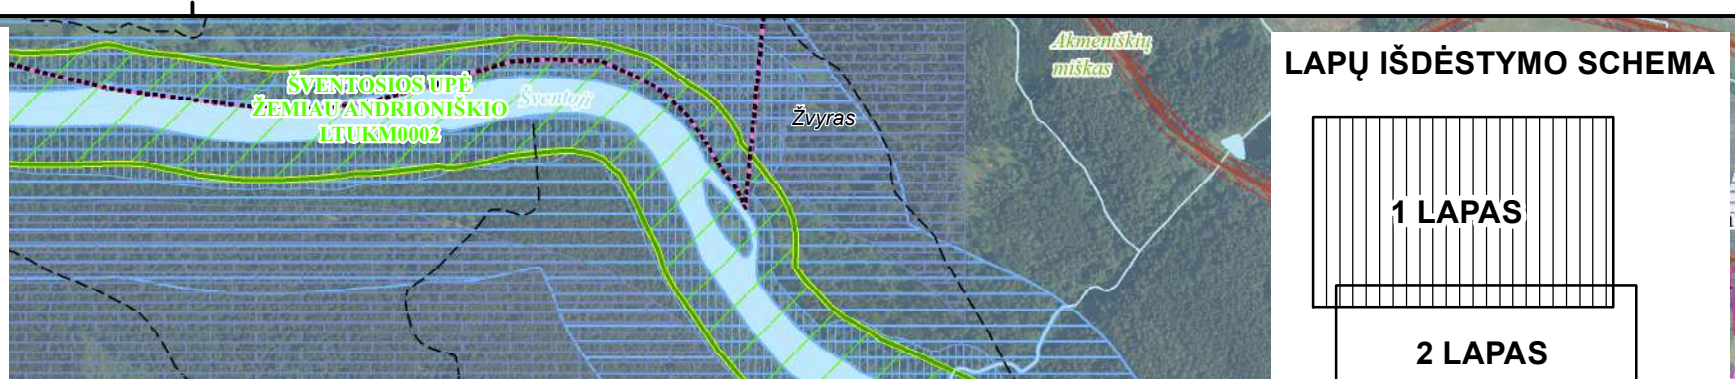 ŠVENTOSIOS UPĖ
ŽEMIAU ANDRIONIŠKIO
LTUKM0002
Šventoji
Žvyras
Akmeniškių
miškas
LAPŲ IŠDĖSTYMO SCHEMA
1 LAPAS
2 LAPAS